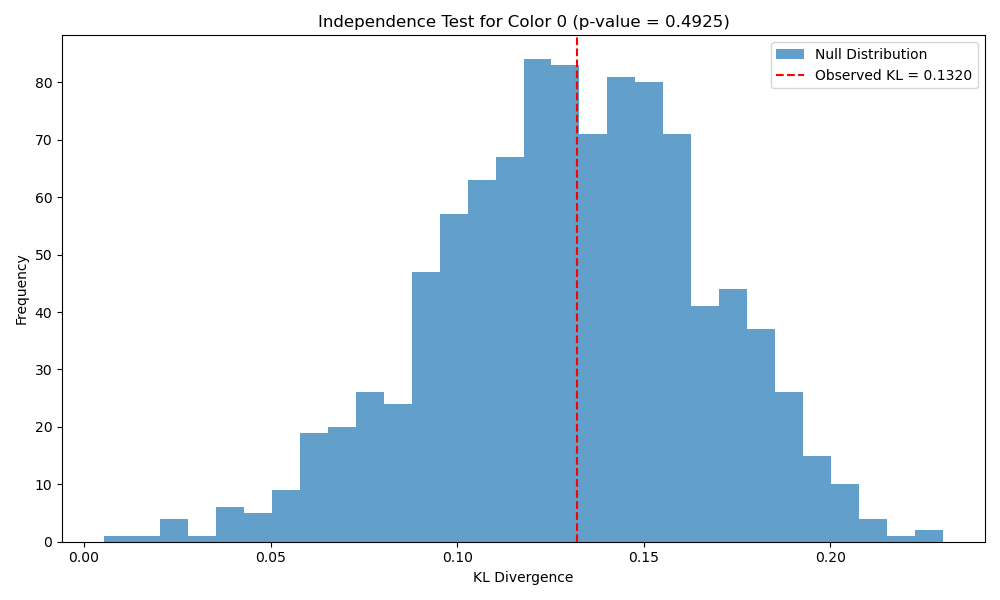 Independence Test for Color 0 (p-value = 0.4925)
Null Distribution
Observed KL = 0.1320
80
70
60
50
40
30
20
10
0
Frequency
0.00 0.05 0.10 0.15 0.20
KL Divergence